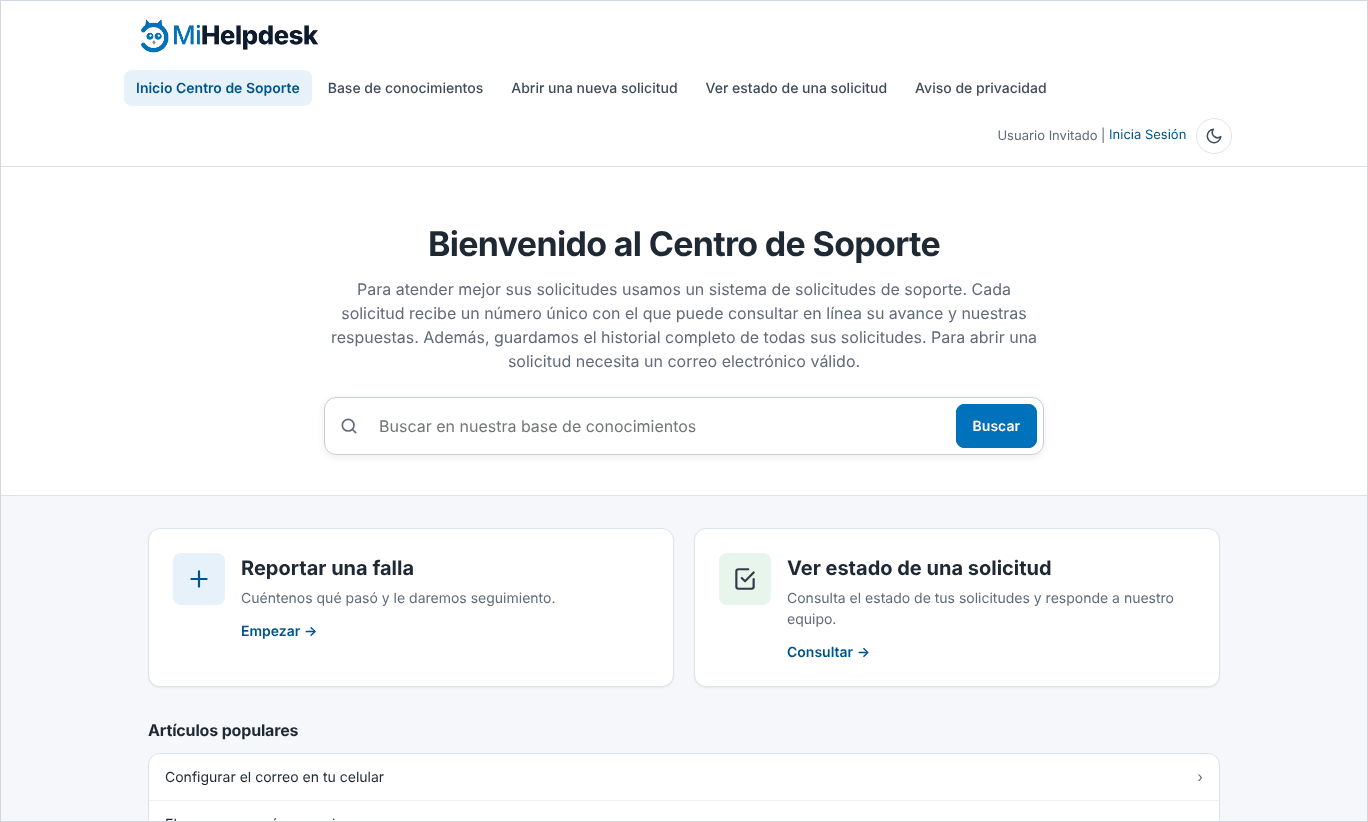 MiHelpdesk
Inicio Centro de Soporte
Base de conocimientos
Abrir una nueva solicitud
Ver estado de una solicitud
Aviso de privacidad
Usuario Invitado | Inicia Sesión
Bienvenido al Centro de Soporte
Para atender mejor sus solicitudes usamos un sistema de solicitudes de soporte. Cada
solicitud recibe un número único con el que puede consultar en línea su avance y nuestras
respuestas. Además, guardamos el historial completo de todas sus solicitudes. Para abrir una
solicitud necesita un correo electrónico válido.
Buscar en nuestra base de conocimientos
Buscar
Reportar una falla
Cuéntenos qué pasó y le daremos seguimiento.
Empezar →
Ver estado de una solicitud
Consulta el estado de tus solicitudes y responde a nuestro
equipo.
Consultar →
Artículos populares
Configurar el correo en tu celular